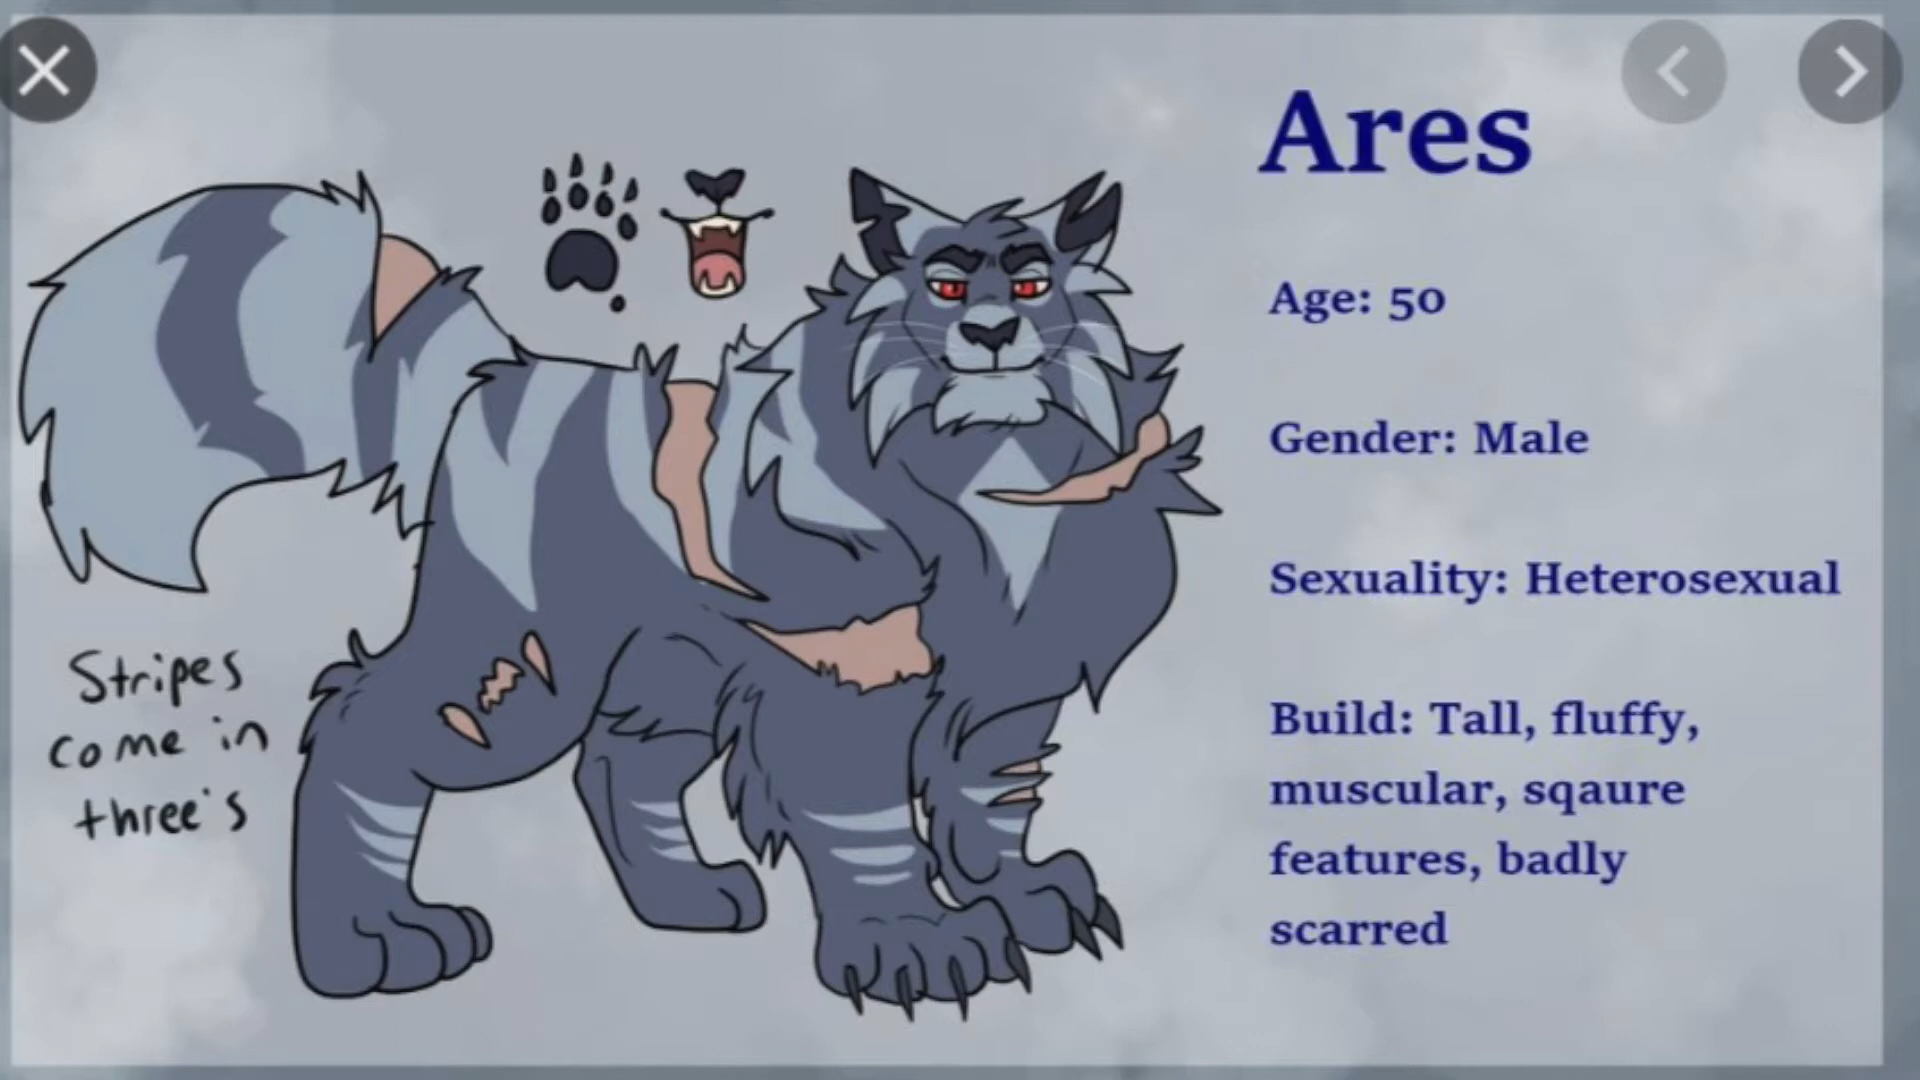 Ares
Age: 50
Gender: Male
Sexuality: Heterosexual
Build: Tall, fluffy,
muscular, sqaure
features, badly
scarred
Stripes
come in
three's